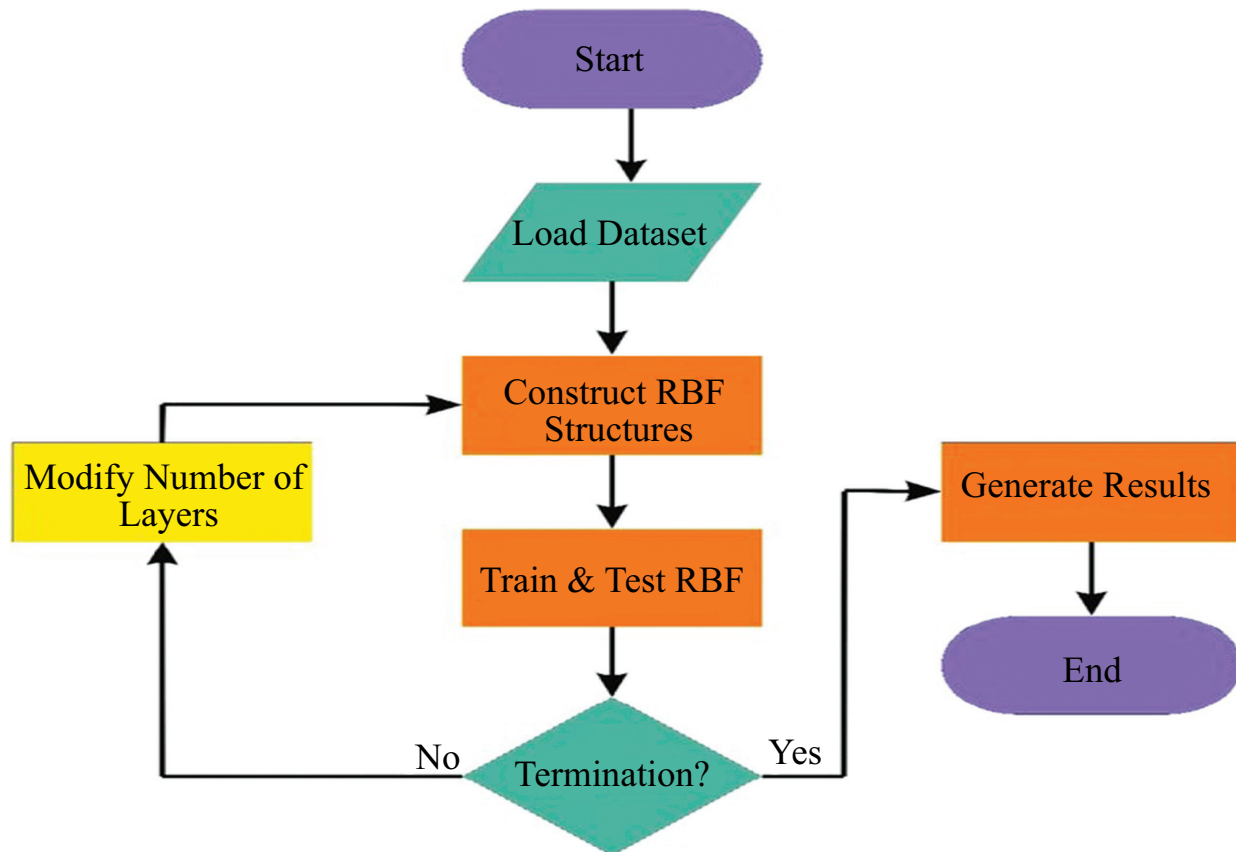 Start
Load Dataset
Construct RBF
Structures
Modify Number of
Layers
Generate Results
Train & Test RBF
End
No
Yes
Termination?